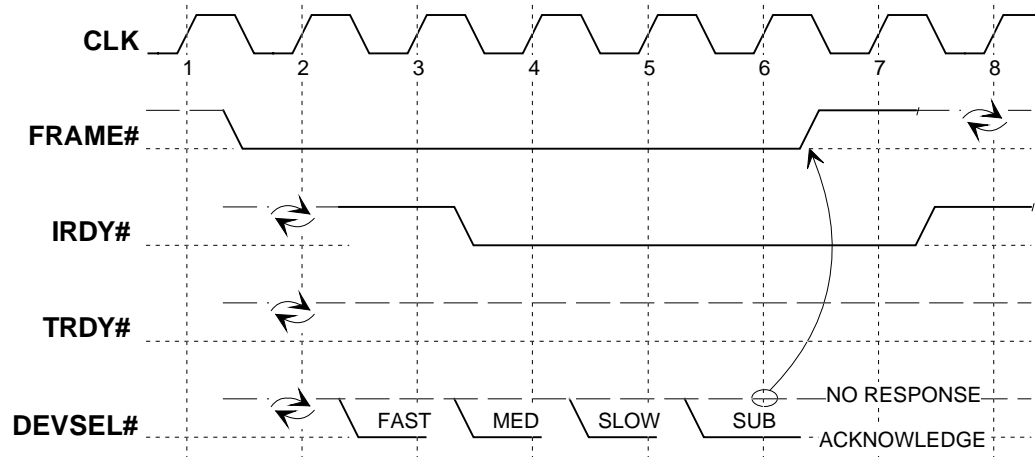 CLK
1 2 3 4 5 6 7 8
FRAME#
IRDY#
TRDY#
DEVSEL#
FAST MED SLOW SUB
NO RESPONSE
ACKNOWLEDGE